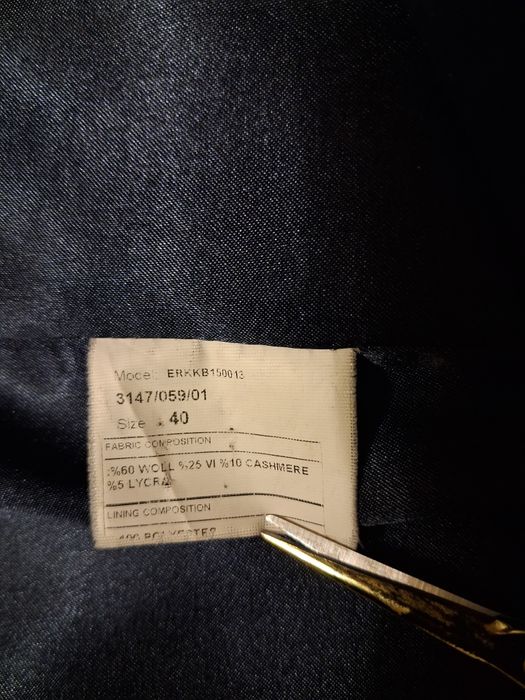 Model: ERKKB150013
3147/059/01
Size : 40
FABRIC COMPOSITION
:%60 WOLL %25 VI %10 CASHMERE
%5 LYCRA
LINING COMPOSITION